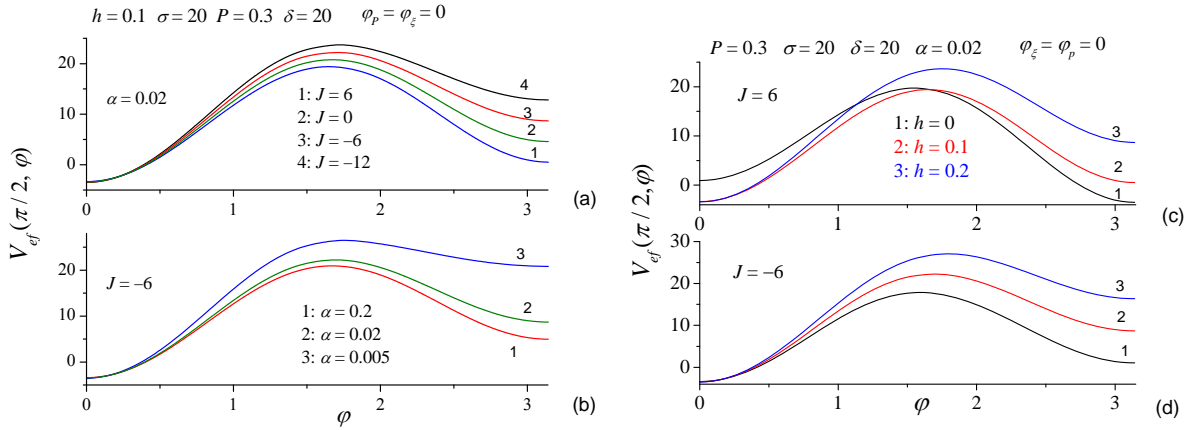 h = 0.1 σ = 20 P = 0.3 δ = 20 φ_P = φ_ξ = 0
V_ef (π / 2, φ)
20
10
0
α = 0.02
1: J = 6
2: J = 0
3: J = −6
4: J = −12
4
3
2
1
0 1 2 3
(a)
20
10
0
J = −6
1: α = 0.2
2: α = 0.02
3: α = 0.005
3
2
1
0 1 2 3
φ
(b)
P = 0.3 σ = 20 δ = 20 α = 0.02 φ_ξ = φ_p = 0
V_ef (π / 2, φ)
30
20
10
0
J = 6
1: h = 0
2: h = 0.1
3: h = 0.2
3
2
1
0 1 2 3
(c)
30
20
10
0
J = −6
3
2
1
0 1 2 3
φ
(d)